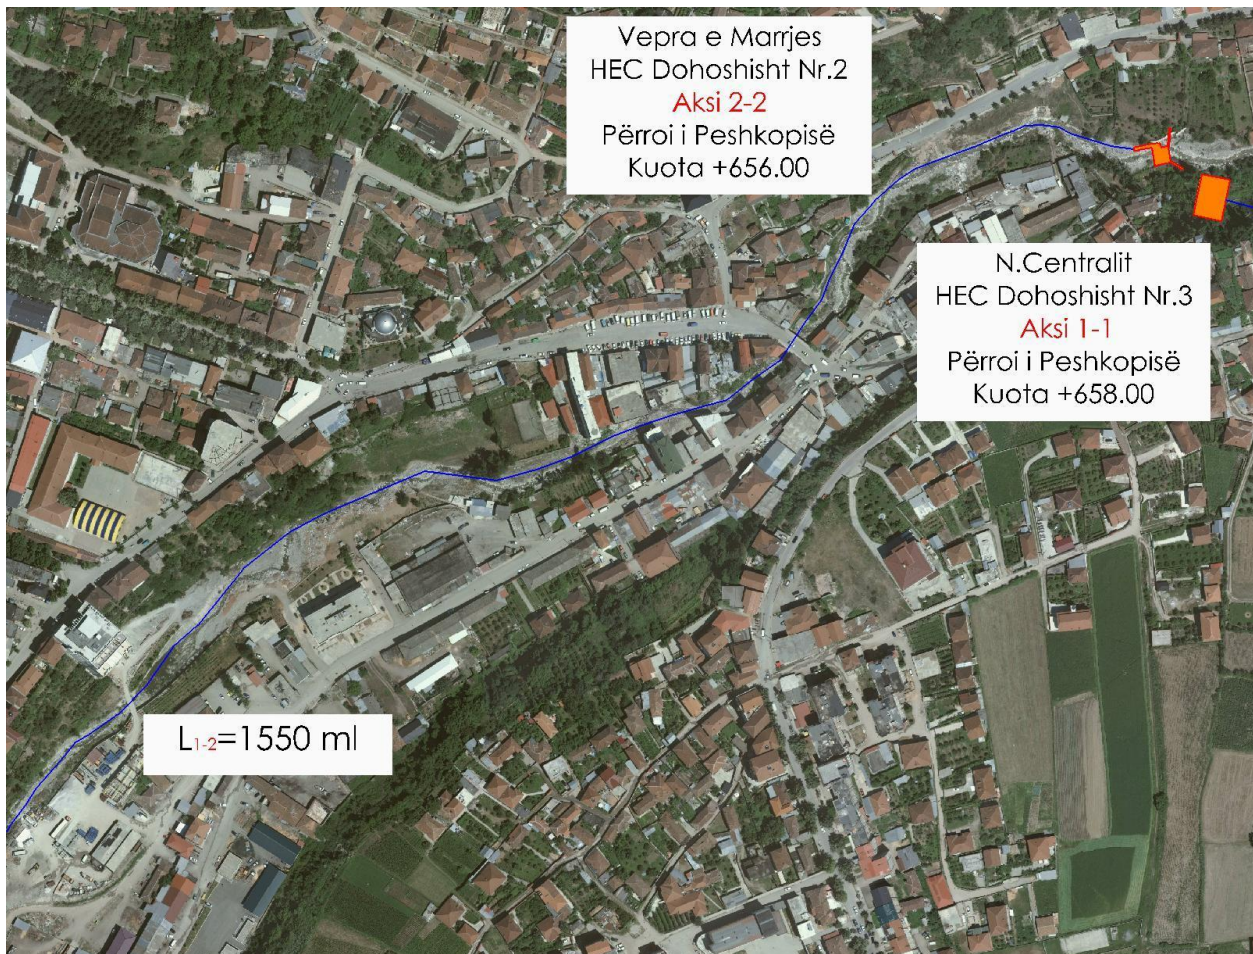 Vepra e Marrjes
HEC Dohoshisht Nr.2
Aksi 2-2
Përroi i Peshkopisë
Kuota +656.00
N.Centralit
HEC Dohoshisht Nr.3
Aksi 1-1
Përroi i Peshkopisë
Kuota +658.00
L1-2=1550 ml